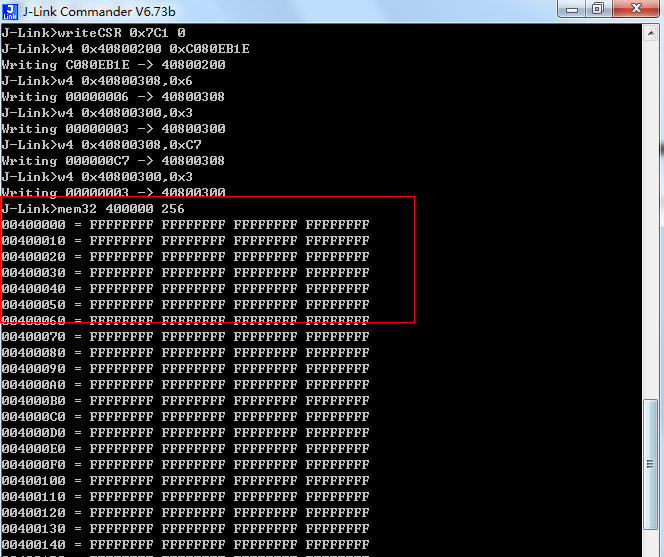 J-Link Commander V6.73b
J-Link>writeCSR 0x7C1 0
J-Link>w4 0x40800200 0xC080EB1E
Writing C080EB1E -> 40800200
J-Link>w4 0x40800308,0x6
Writing 00000006 -> 40800308
J-Link>w4 0x40800300,0x3
Writing 00000003 -> 40800300
J-Link>w4 0x40800308,0xC7
Writing 000000C7 -> 40800308
J-Link>w4 0x40800300,0x3
Writing 00000003 -> 40800300
J-Link>mem32 400000 256
00400000 = FFFFFFFF FFFFFFFF FFFFFFFF FFFFFFFF
00400010 = FFFFFFFF FFFFFFFF FFFFFFFF FFFFFFFF
00400020 = FFFFFFFF FFFFFFFF FFFFFFFF FFFFFFFF
00400030 = FFFFFFFF FFFFFFFF FFFFFFFF FFFFFFFF
00400040 = FFFFFFFF FFFFFFFF FFFFFFFF FFFFFFFF
00400050 = FFFFFFFF FFFFFFFF FFFFFFFF FFFFFFFF
00400060 = FFFFFFFF FFFFFFFF FFFFFFFF FFFFFFFF
00400070 = FFFFFFFF FFFFFFFF FFFFFFFF FFFFFFFF
00400080 = FFFFFFFF FFFFFFFF FFFFFFFF FFFFFFFF
00400090 = FFFFFFFF FFFFFFFF FFFFFFFF FFFFFFFF
004000A0 = FFFFFFFF FFFFFFFF FFFFFFFF FFFFFFFF
004000B0 = FFFFFFFF FFFFFFFF FFFFFFFF FFFFFFFF
004000C0 = FFFFFFFF FFFFFFFF FFFFFFFF FFFFFFFF
004000D0 = FFFFFFFF FFFFFFFF FFFFFFFF FFFFFFFF
004000E0 = FFFFFFFF FFFFFFFF FFFFFFFF FFFFFFFF
004000F0 = FFFFFFFF FFFFFFFF FFFFFFFF FFFFFFFF
00400100 = FFFFFFFF FFFFFFFF FFFFFFFF FFFFFFFF
00400110 = FFFFFFFF FFFFFFFF FFFFFFFF FFFFFFFF
00400120 = FFFFFFFF FFFFFFFF FFFFFFFF FFFFFFFF
00400130 = FFFFFFFF FFFFFFFF FFFFFFFF FFFFFFFF
00400140 = FFFFFFFF FFFFFFFF FFFFFFFF FFFFFFFF